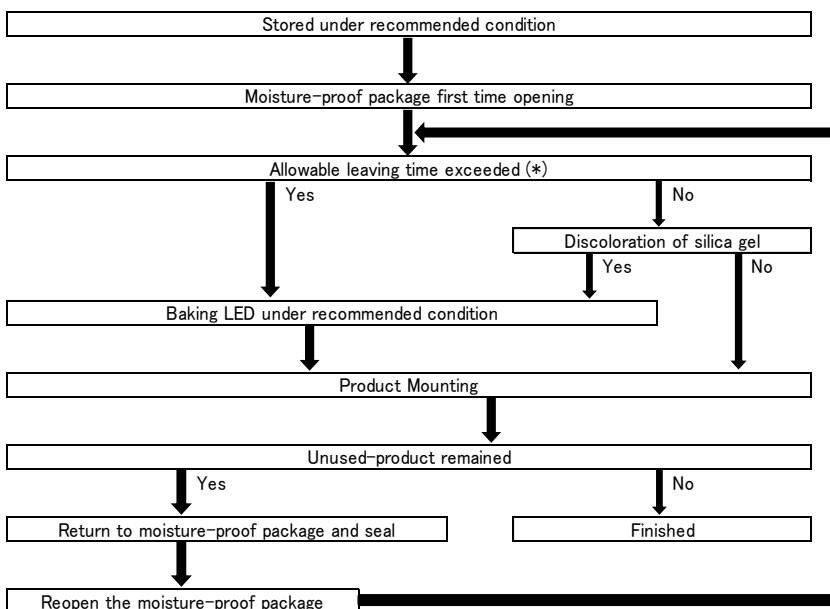 Stored under recommended condition
Moisture-proof package first time opening
Allowable leaving time exceeded (*)
Yes
No
Discoloration of silica gel
Yes
No
Baking LED under recommended condition
Product Mounting
Unused-product remained
Yes
No
Return to moisture-proof package and seal
Finished
Reopen the moisture-proof package